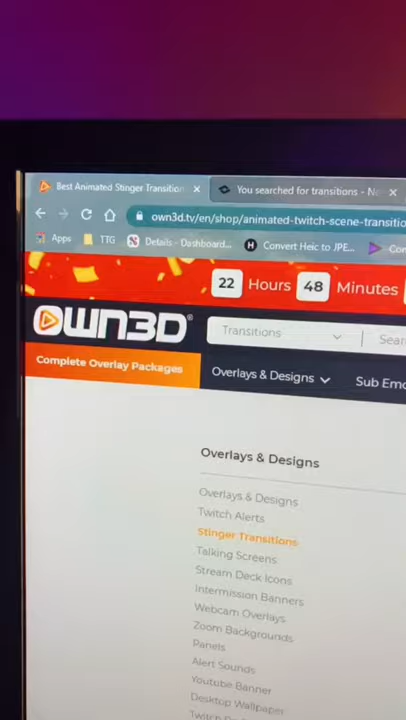 Best Animated Stinger Transition
You searched for transitions - N
own3d.tv/en/shop/animated-twitch-scene-transitio
Apps
TTG
Details - Dashboard...
Convert Heic to JPE...
Con
22 Hours 48 Minutes
OWN3D®
Transitions
Sear
Complete Overlay Packages
Overlays & Designs
Sub Emo
Overlays & Designs
Overlays & Designs
Twitch Alerts
Stinger Transitions
Talking Screens
Stream Deck Icons
Intermission Banners
Webcam Overlays
Zoom Backgrounds
Panels
Alert Sounds
Youtube Banner
Desktop Wallpaper